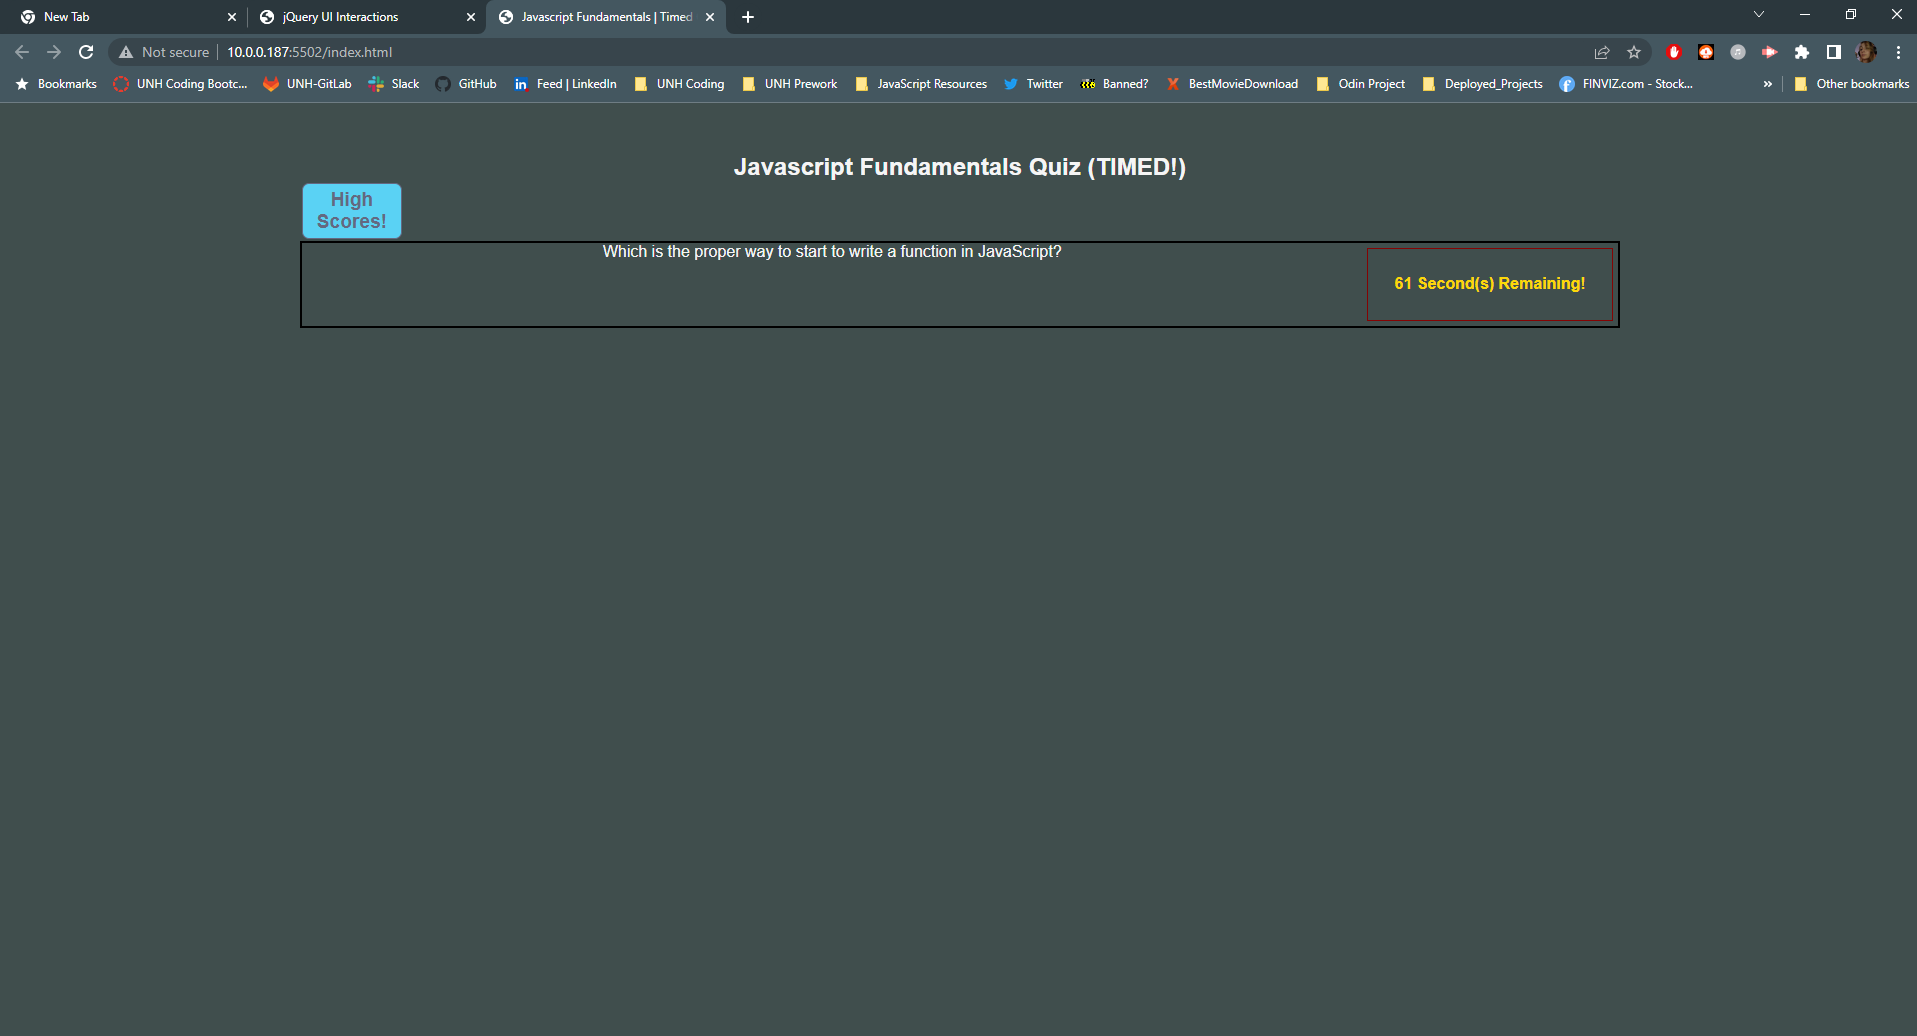 New Tab
jQuery UI Interactions
Javascript Fundamentals | Timed
Not secure
10.0.0.187:5502/index.html
Bookmarks
UNH Coding Bootc...
UNH-GitLab
Slack
GitHub
Feed | LinkedIn
UNH Coding
UNH Prework
JavaScript Resources
Twitter
Banned?
BestMovieDownload
Odin Project
Deployed_Projects
FINVIZ.com - Stock...
»
Other bookmarks
Javascript Fundamentals Quiz (TIMED!)
High
Scores!
Which is the proper way to start to write a function in JavaScript?
61 Second(s) Remaining!